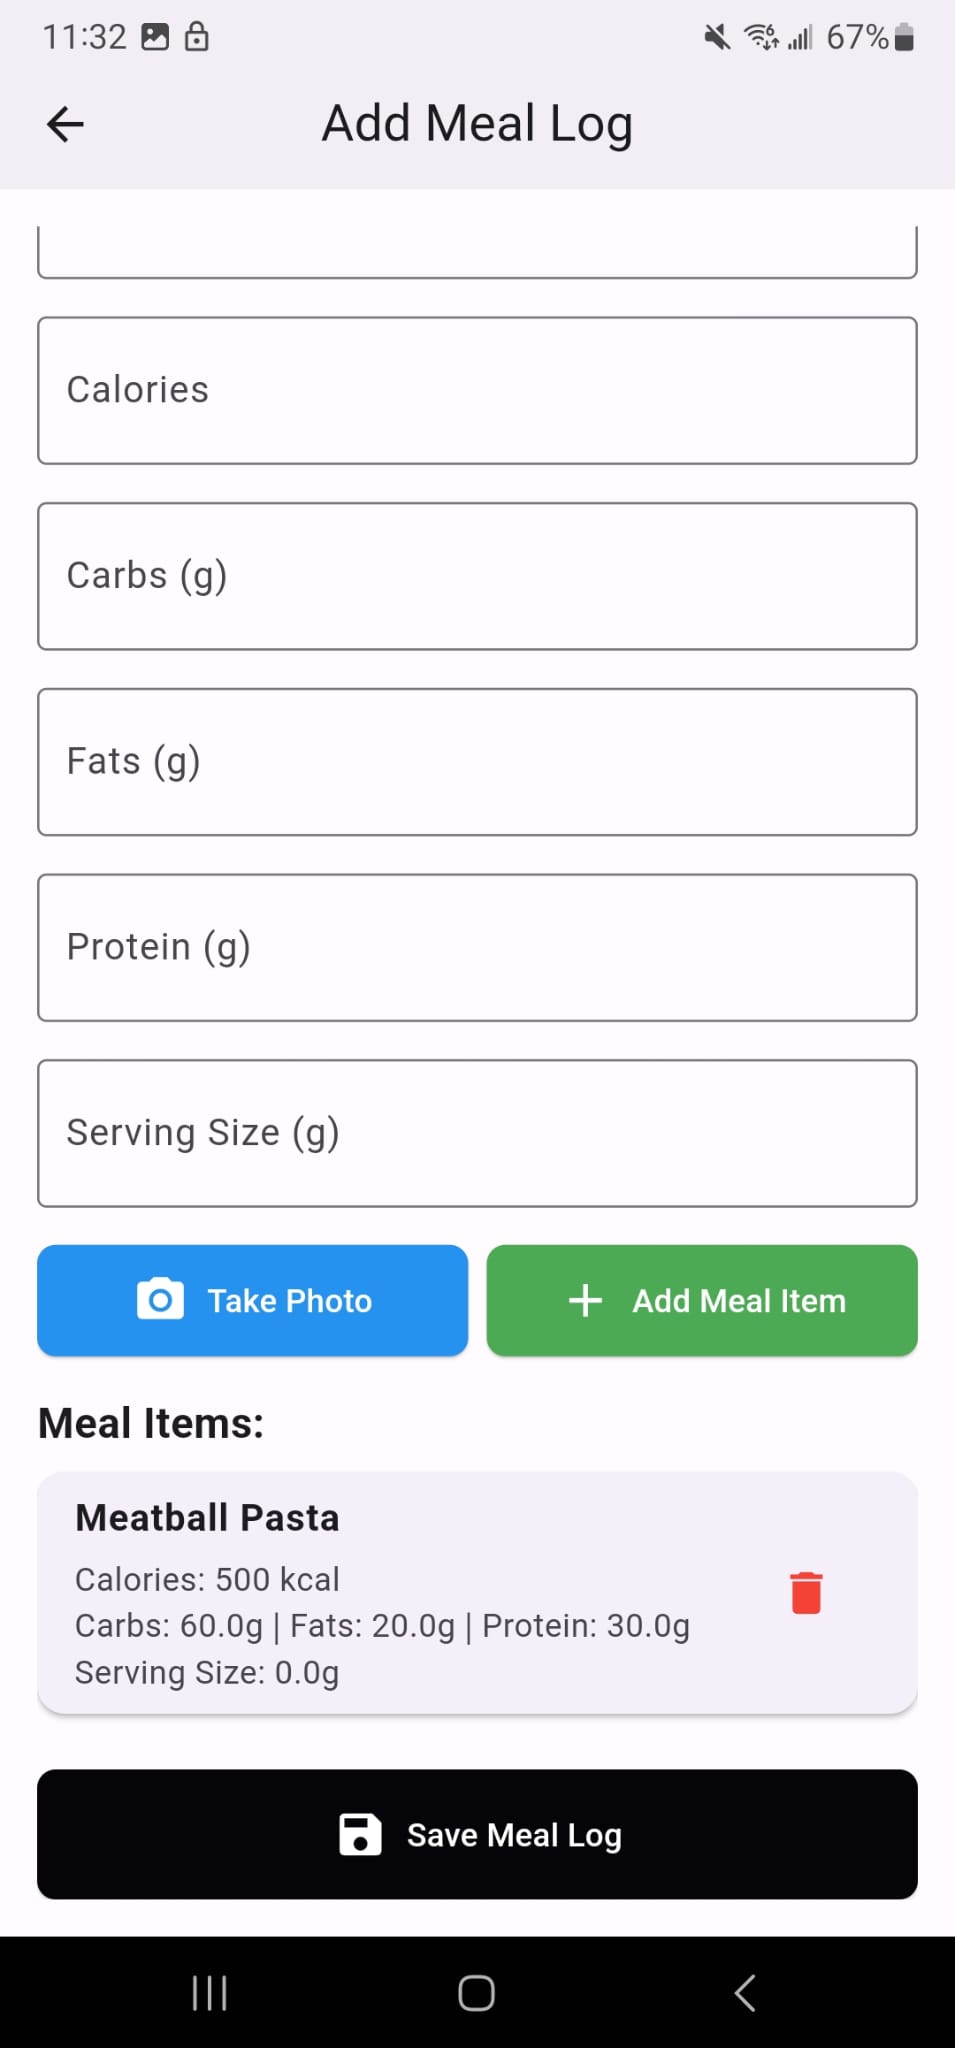 11:32
67%
Add Meal Log
Calories
Carbs (g)
Fats (g)
Protein (g)
Serving Size (g)
Take Photo
Add Meal Item
Meal Items:
Meatball Pasta
Calories: 500 kcal
Carbs: 60.0g | Fats: 20.0g | Protein: 30.0g
Serving Size: 0.0g
Save Meal Log